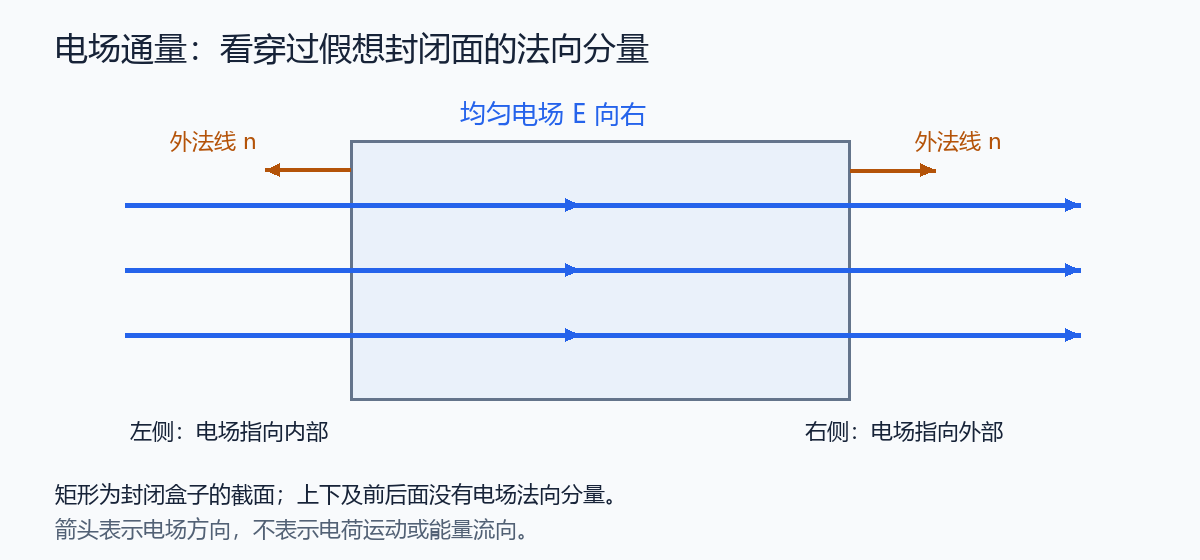 电场通量：看穿过假想封闭面的法向分量
均匀电场 E 向右
外法线 n
外法线 n
左侧：电场指向内部
右侧：电场指向外部
矩形为封闭盒子的截面；上下及前后面没有电场法向分量。
箭头表示电场方向，不表示电荷运动或能量流向。